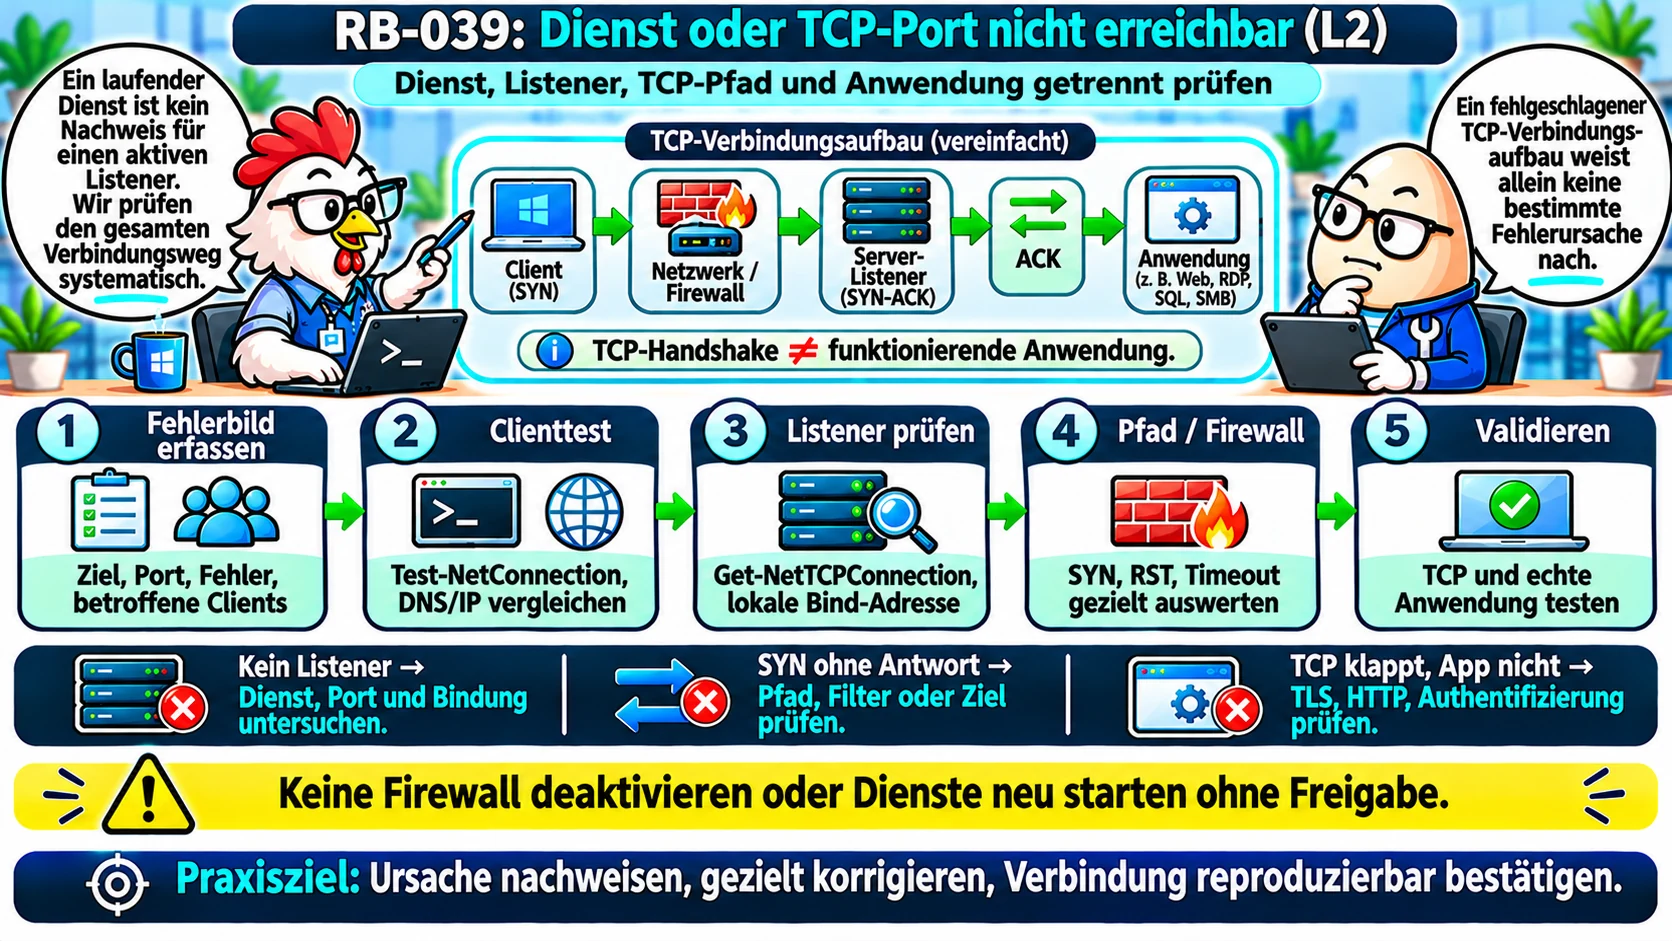 RB-039: Dienst oder TCP-Port nicht erreichbar (L2)
Dienst, Listener, TCP-Pfad und Anwendung getrennt prüfen
Ein laufender
Dienst ist kein
Nachweis für
einen aktiven
Listener.
Wir prüfen
den gesamten
Verbindungsweg
systematisch.
TCP-Verbindungsaufbau (vereinfacht)
Client
(SYN)
Netzwerk /
Firewall
Server-
Listener
(SYN-ACK)
ACK
Anwendung
(z. B. Web, RDP,
SQL, SMB)
i
TCP-Handshake ≠ funktionierende Anwendung.
Ein fehlgeschlagener
TCP-Verbindungs-
aufbau weist
allein keine
bestimmte
Fehlerursache
nach.
>_
1
Fehlerbild
erfassen
Ziel, Port, Fehler,
betroffene Clients
2
Clienttest
>_
Test-NetConnection,
DNS/IP vergleichen
3
Listener prüfen
Get-NetTCPConnection,
lokale Bind-Adresse
4
Pfad / Firewall
SYN, RST, Timeout
gezielt auswerten
5
Validieren
TCP und echte
Anwendung testen
Kein Listener →
Dienst, Port und Bindung
untersuchen.
SYN ohne Antwort →
Pfad, Filter oder Ziel
prüfen.
TCP klappt, App nicht →
TLS, HTTP, Authentifizierung
prüfen.
Keine Firewall deaktivieren oder Dienste neu starten ohne Freigabe.
Praxisziel: Ursache nachweisen, gezielt korrigieren, Verbindung reproduzierbar bestätigen.